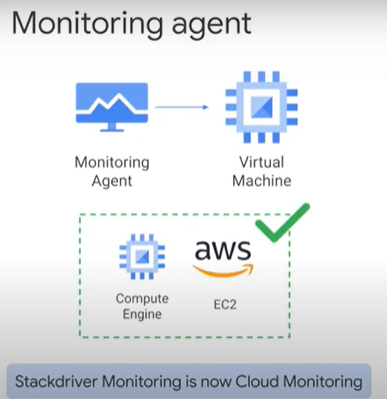 Monitoring agent
Monitoring
Agent
Virtual
Machine
aws
Compute
Engine
EC2
Stackdriver Monitoring is now Cloud Monitoring